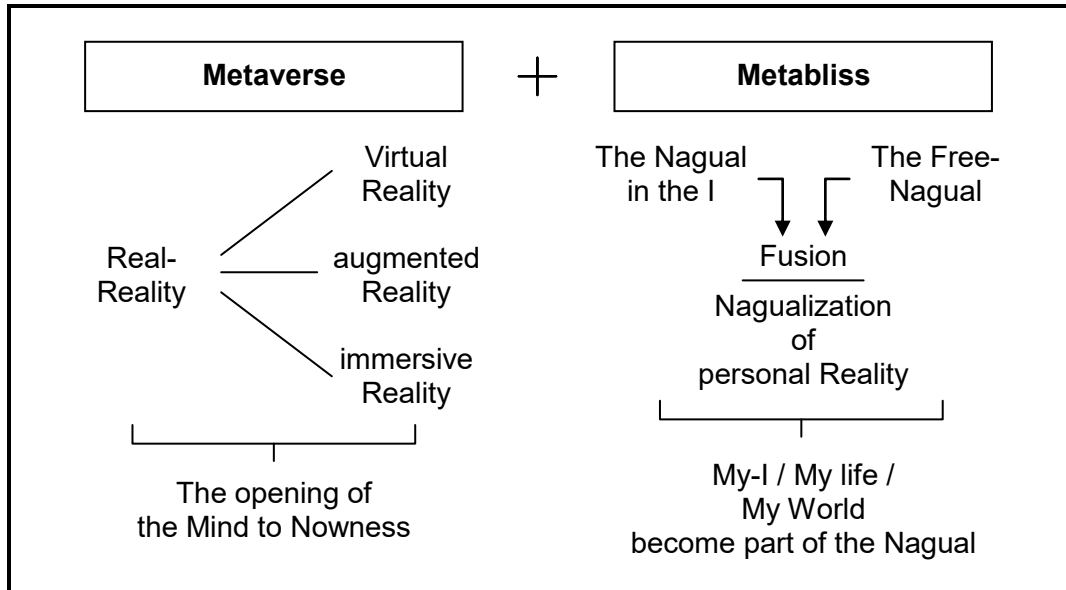 Metaverse
+
Metabliss
Virtual
Reality
Real-
Reality
augmented
Reality
immersive
Reality
The opening of
the Mind to Nowness
The Nagual
in the I
The Free-
Nagual
Fusion
Nagualization
of
personal Reality
My-I / My life /
My World
become part of the Nagual